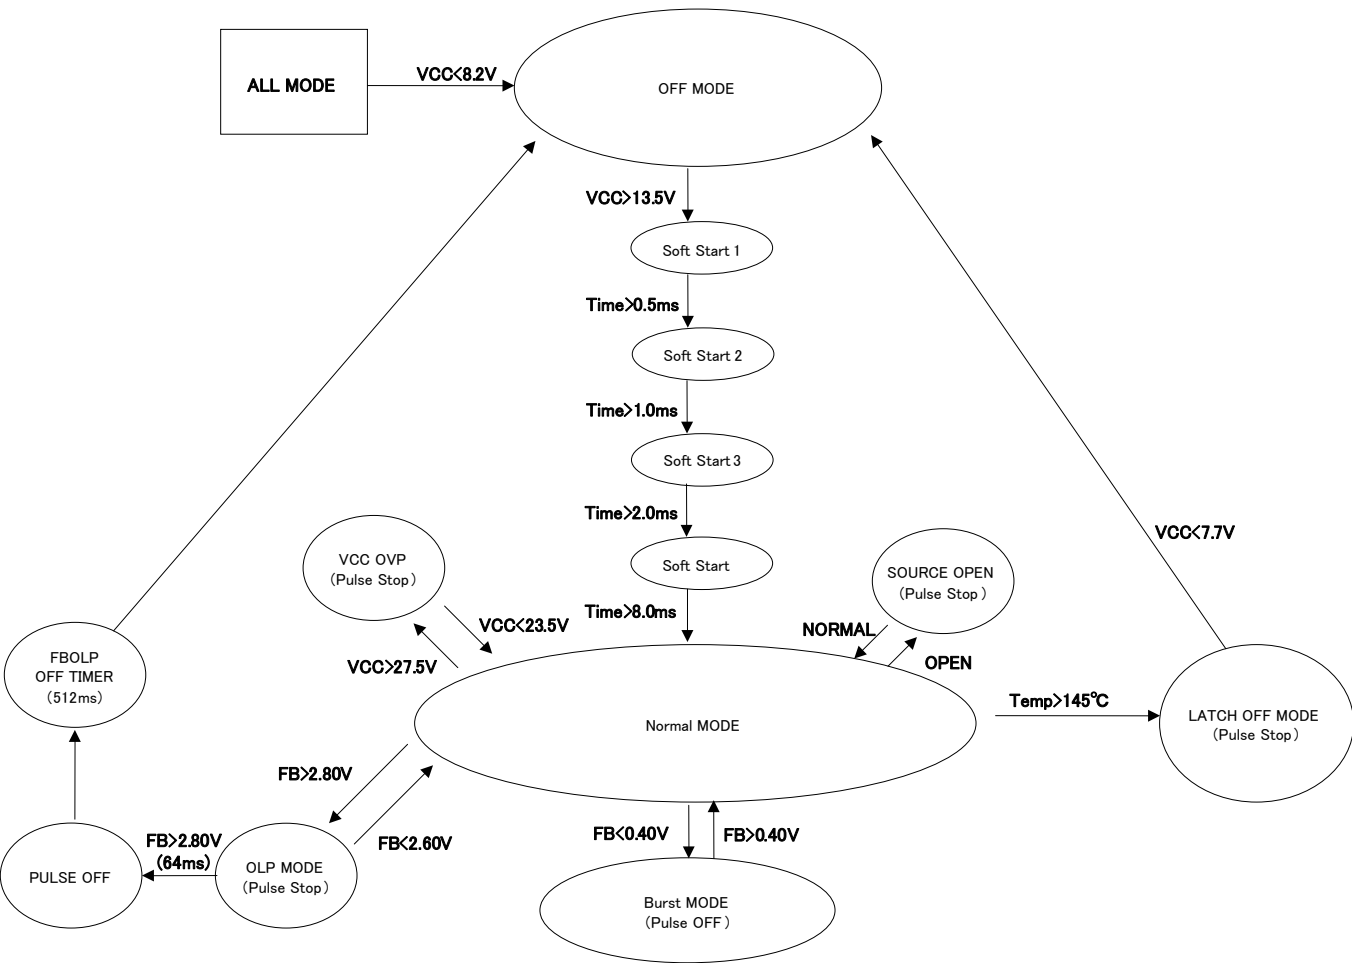 ALL MODE
VCC<8.2V
OFF MODE
VCC>13.5V
Soft Start 1
Time>0.5ms
Soft Start 2
Time>1.0ms
Soft Start 3
Time>2.0ms
Soft Start
Time>8.0ms
VCC OVP
(Pulse Stop)
VCC<23.5V
VCC>27.5V
SOURCE OPEN
(Pulse Stop)
NORMAL
OPEN
VCC<7.7V
FBOLP
OFF TIMER
(512ms)
Normal MODE
Temp>145℃
LATCH OFF MODE
(Pulse Stop)
FB>2.80V
FB<2.60V
FB<0.40V
FB>0.40V
FB>2.80V
(64ms)
PULSE OFF
OLP MODE
(Pulse Stop)
Burst MODE
(Pulse OFF)